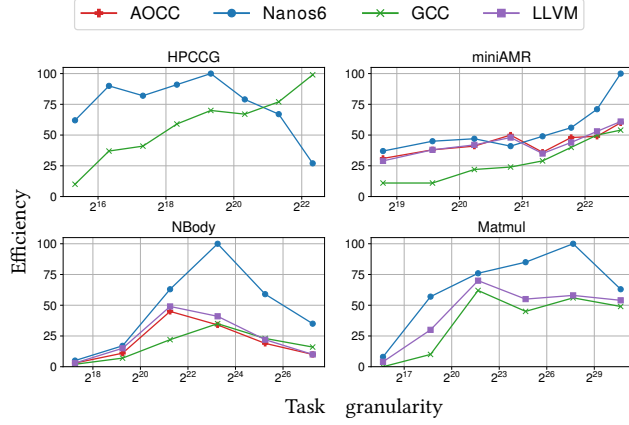 AOCC Nanos6 GCC LLVM
HPCCG miniAMR
100 100
75 75
50 50
25 25
0 0
2^16 2^18 2^20 2^22 2^19 2^20 2^21 2^22
NBody Matmul
100 100
75 75
50 50
25 25
0 0
2^18 2^20 2^22 2^24 2^26 2^17 2^20 2^23 2^26 2^29
Efficiency
Task granularity